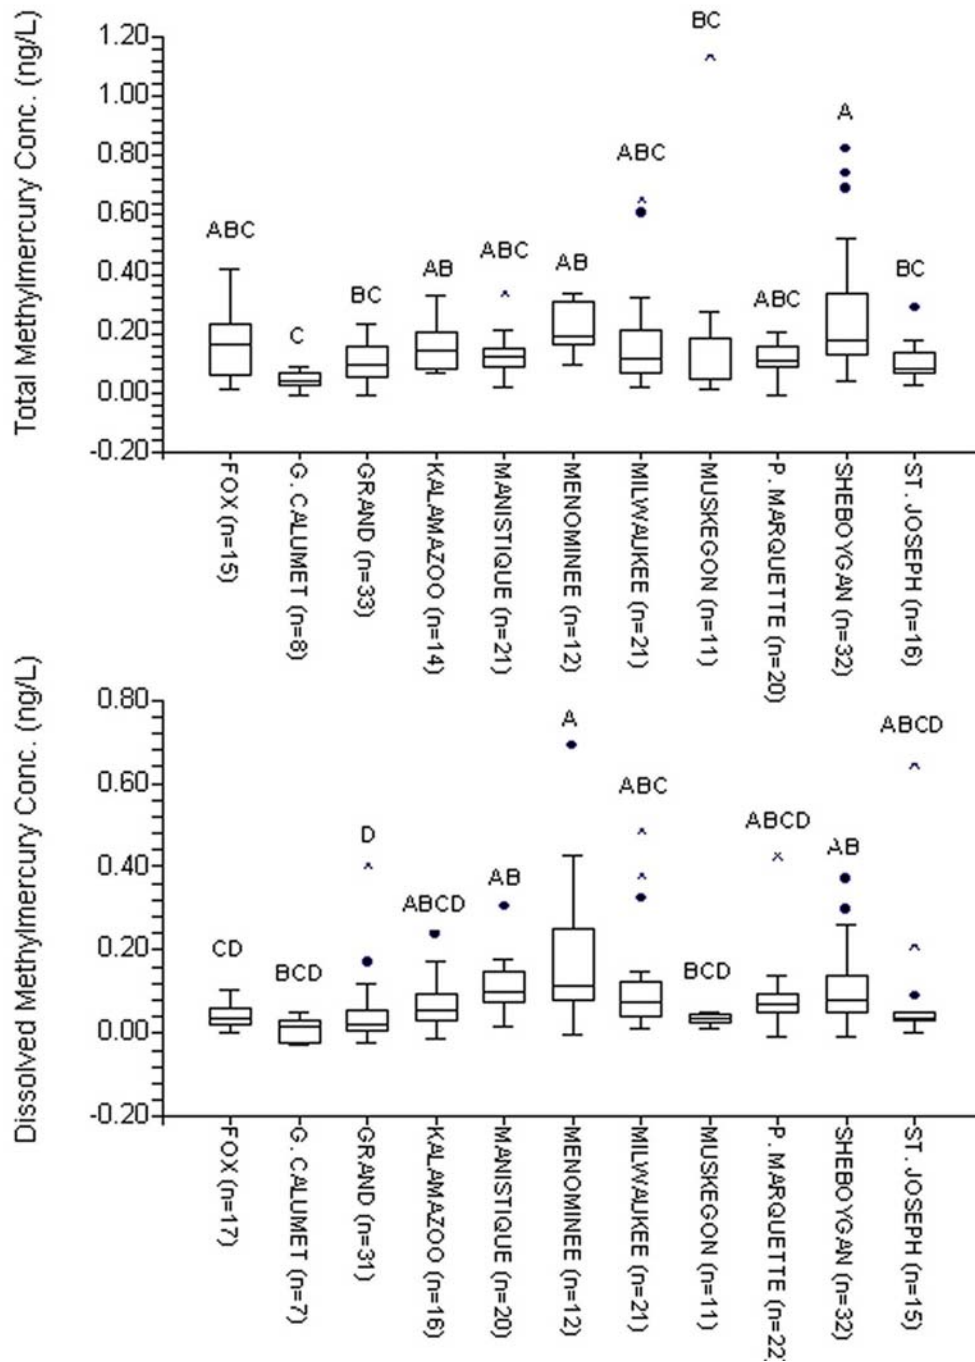 Total Methylmercury Conc. (ng/L)
1.20
1.00
0.80
0.60
0.40
0.20
0.00
-0.20
ABC
C
BC
AB
ABC
AB
ABC
BC
ABC
A
BC
FOX (n=15)
G. CALUMET (n=8)
GRAND (n=33)
KALAMAZOO (n=14)
MANISTIQUE (n=21)
MENOMINEE (n=12)
MILWAUKEE (n=21)
MUSKEGON (n=11)
P. MARQUETTE (n=20)
SHEBOYGAN (n=32)
ST. JOSEPH (n=16)
Dissolved Methylmercury Conc. (ng/L)
0.80
0.60
0.40
0.20
0.00
-0.20
CD
BCD
D
ABCD
AB
A
ABC
BCD
ABCD
AB
ABCD
FOX (n=17)
G. CALUMET (n=7)
GRAND (n=31)
KALAMAZOO (n=16)
MANISTIQUE (n=20)
MENOMINEE (n=12)
MILWAUKEE (n=21)
MUSKEGON (n=11)
P. MARQUETTE (n=22)
SHEBOYGAN (n=32)
ST. JOSEPH (n=15)